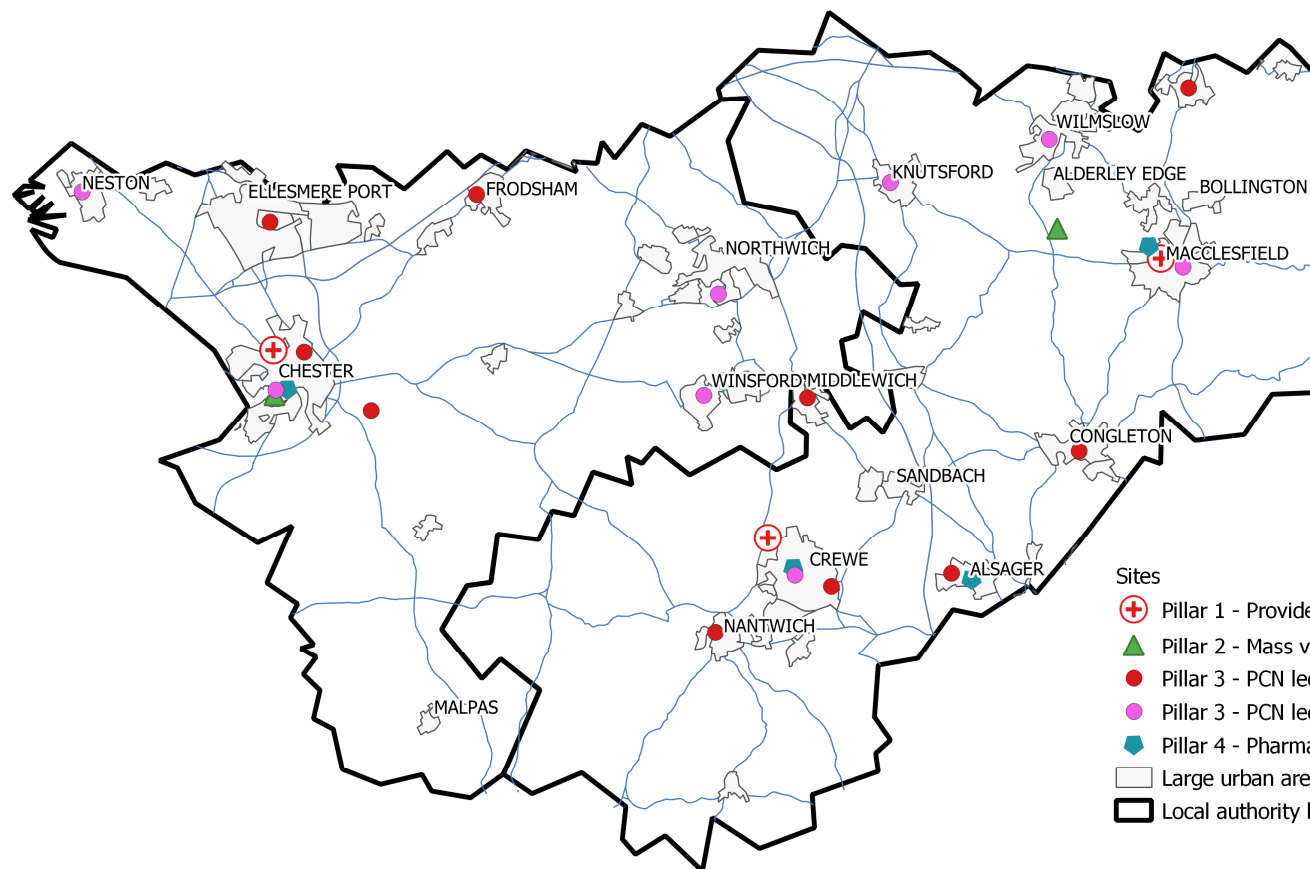 WILMSLOW
KNUTSFORD
ALDERLEY EDGE
NESTON
ELLESMERE PORT
FRODSHAM
BOLLINGTON
NORTHWICH
MACCLESFIELD
CHESTER
WINSFORD
MIDDLEWICH
CONGLETON
SANDBACH
CREWE
ALSAGER
NANTWICH
MALPAS
Sites
Pillar 1 - Provide
Pillar 2 - Mass v
Pillar 3 - PCN led
Pillar 3 - PCN led
Pillar 4 - Pharma
Large urban are
Local authority